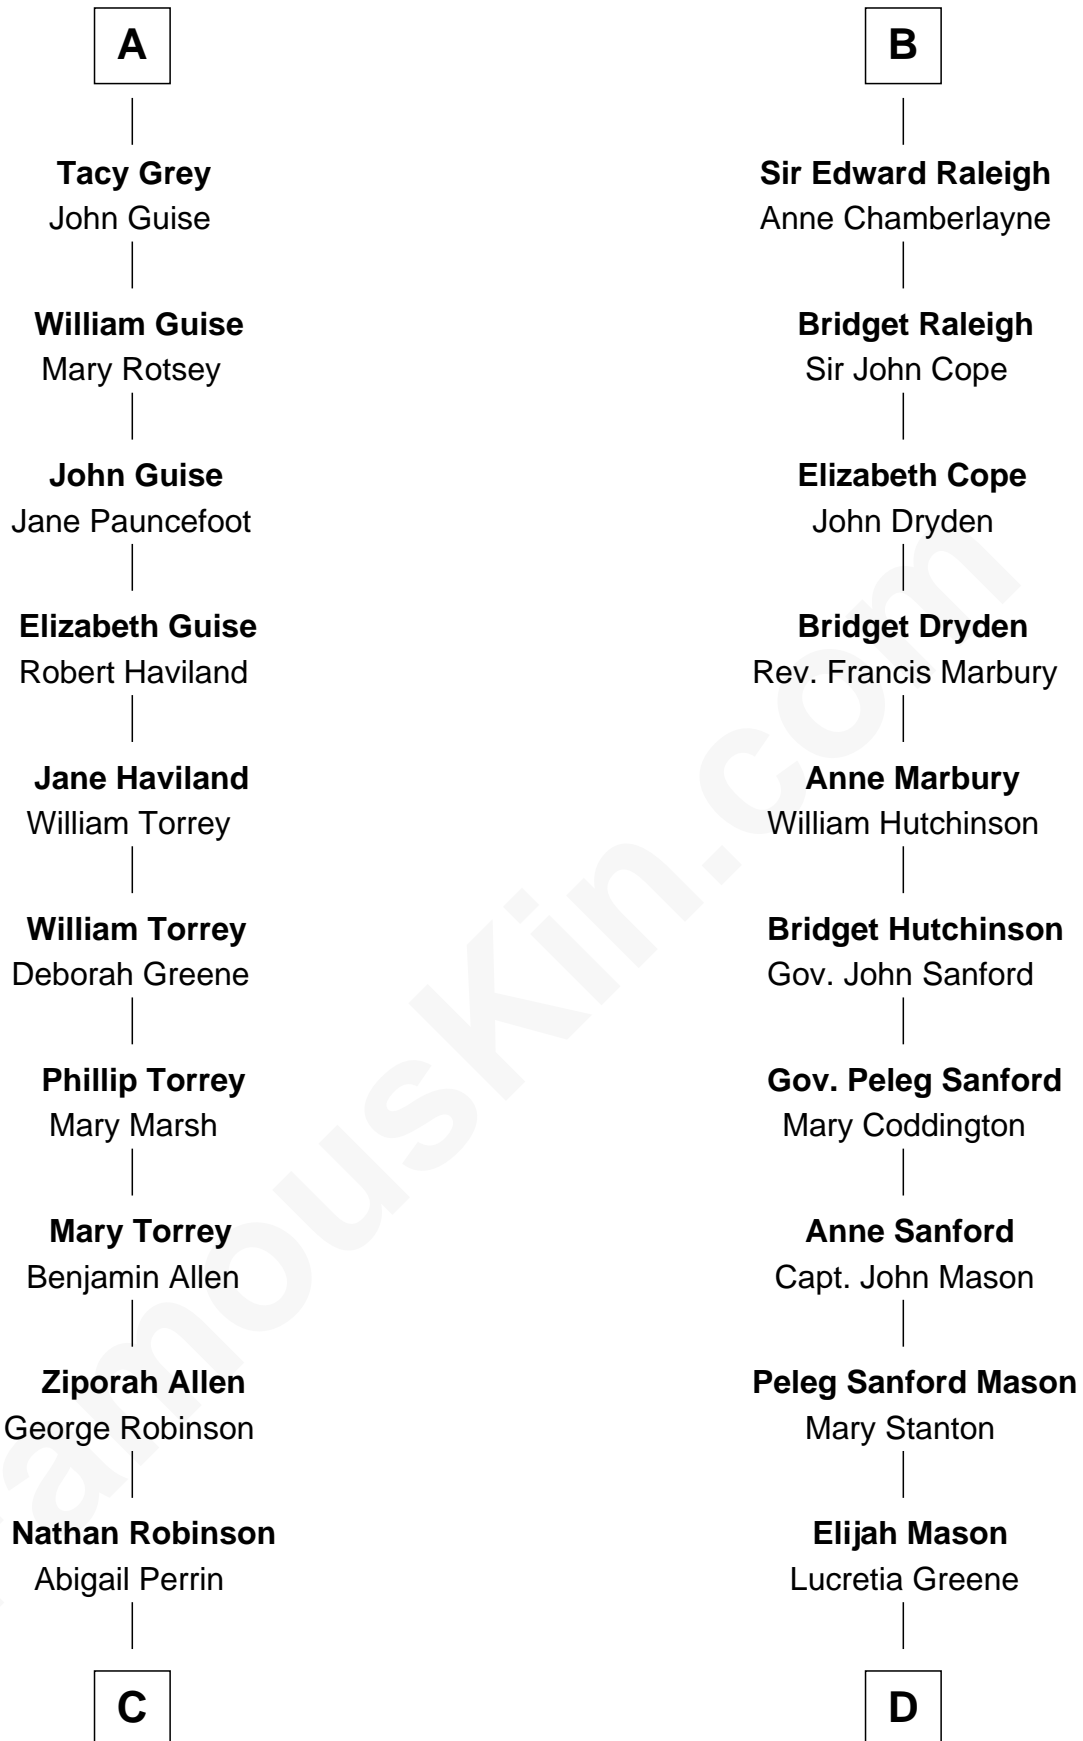 A
Tacy Grey
John Guise
William Guise
Mary Rotsey
John Guise
Jane Pauncefoot
Elizabeth Guise
Robert Haviland
Jane Haviland
William Torrey
William Torrey
Deborah Greene
Phillip Torrey
Mary Marsh
Mary Torrey
Benjamin Allen
Ziporah Allen
George Robinson
Nathan Robinson
Abigail Perrin
C
B
Sir Edward Raleigh
Anne Chamberlayne
Bridget Raleigh
Sir John Cope
Elizabeth Cope
John Dryden
Bridget Dryden
Rev. Francis Marbury
Anne Marbury
William Hutchinson
Bridget Hutchinson
Gov. John Sanford
Gov. Peleg Sanford
Mary Coddington
Anne Sanford
Capt. John Mason
Peleg Sanford Mason
Mary Stanton
Elijah Mason
Lucretia Greene
D
FamousKin.com